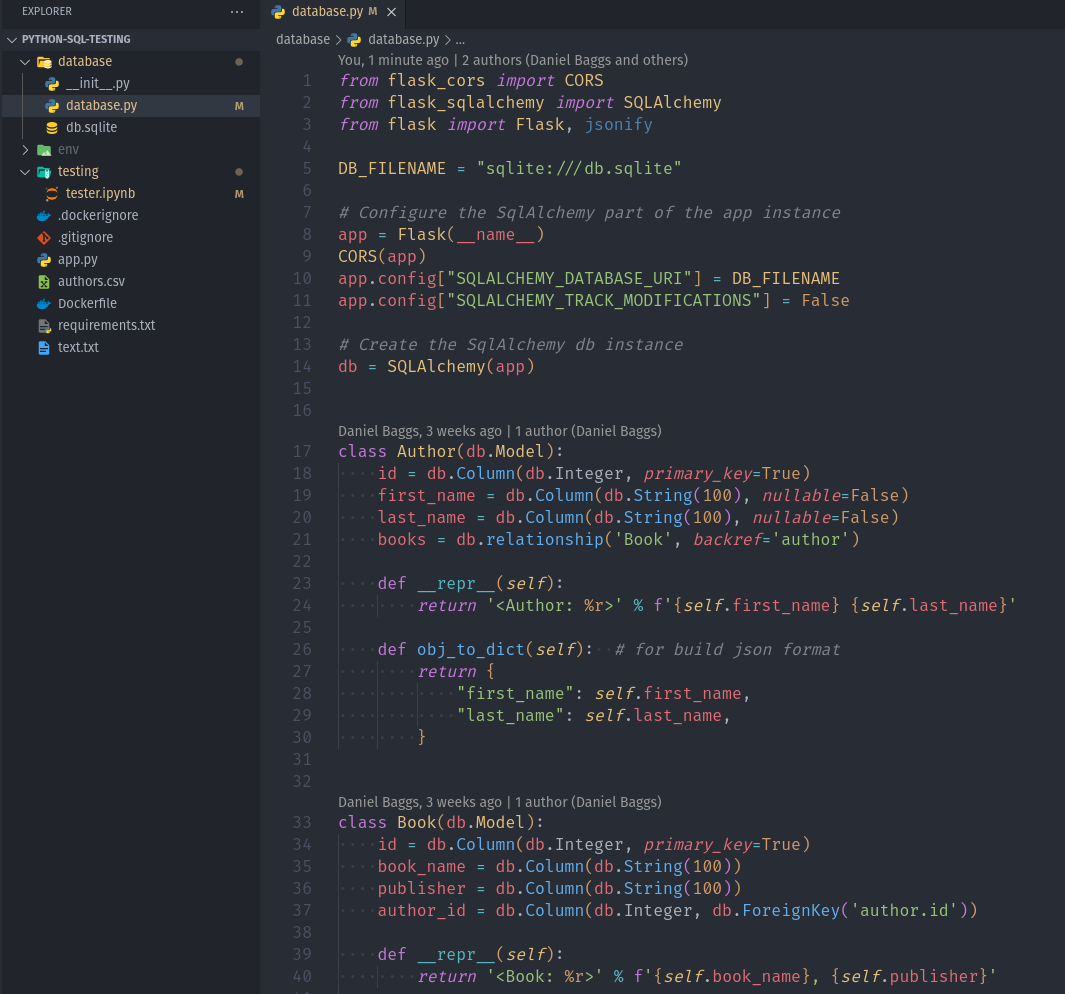 EXPLORER
···
PYTHON-SQL-TESTING
database
__init__.py
database.py M
db.sqlite
env
testing
tester.ipynb M
.dockerignore
.gitignore
app.py
authors.csv
Dockerfile
requirements.txt
text.txt
database.py M ×
database > database.py > ...
You, 1 minute ago | 2 authors (Daniel Baggs and others)
1 from flask_cors import CORS
2 from flask_sqlalchemy import SQLAlchemy
3 from flask import Flask, jsonify
4
5 DB_FILENAME = "sqlite:///db.sqlite"
6
7 # Configure the SqlAlchemy part of the app instance
8 app = Flask(__name__)
9 CORS(app)
10 app.config["SQLALCHEMY_DATABASE_URI"] = DB_FILENAME
11 app.config["SQLALCHEMY_TRACK_MODIFICATIONS"] = False
12
13 # Create the SqlAlchemy db instance
14 db = SQLAlchemy(app)
15
16
Daniel Baggs, 3 weeks ago | 1 author (Daniel Baggs)
17 class Author(db.Model):
18     id = db.Column(db.Integer, primary_key=True)
19     first_name = db.Column(db.String(100), nullable=False)
20     last_name = db.Column(db.String(100), nullable=False)
21     books = db.relationship('Book', backref='author')
22
23     def __repr__(self):
24         return '<Author: %r>' % f'{self.first_name} {self.last_name}'
25
26     def obj_to_dict(self):  # for build json format
27         return {
28             "first_name": self.first_name,
29             "last_name": self.last_name,
30         }
31
32
Daniel Baggs, 3 weeks ago | 1 author (Daniel Baggs)
33 class Book(db.Model):
34     id = db.Column(db.Integer, primary_key=True)
35     book_name = db.Column(db.String(100))
36     publisher = db.Column(db.String(100))
37     author_id = db.Column(db.Integer, db.ForeignKey('author.id'))
38
39     def __repr__(self):
40         return '<Book: %r>' % f'{self.book_name}, {self.publisher}'